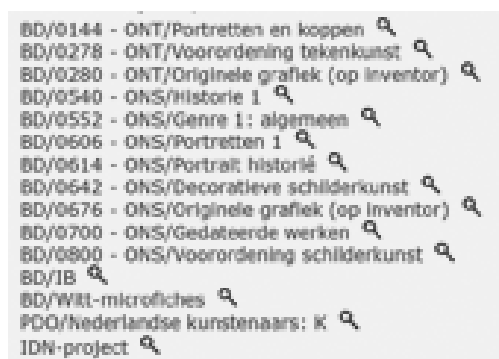 BD/0144 - ONT/Portretten en koppen
BD/0278 - ONT/Voorordening tekenkunst
BD/0280 - ONT/Originele grafiek (op inventor)
BD/0540 - ONS/Historie 1
BD/0552 - ONS/Genre 1: algemeen
BD/0606 - ONS/Portretten 1
BD/0614 - ONS/Portrait historié
BD/0642 - ONS/Decoratieve schilderkunst
BD/0676 - ONS/Originele grafiek (op inventor)
BD/0700 - ONS/Gedateerde werken
BD/0800 - ONS/Voorordening schilderkunst
BD/IB
BD/Witt-microfiches
PDO/Nederlandse kunstenaars: K
IDN-project